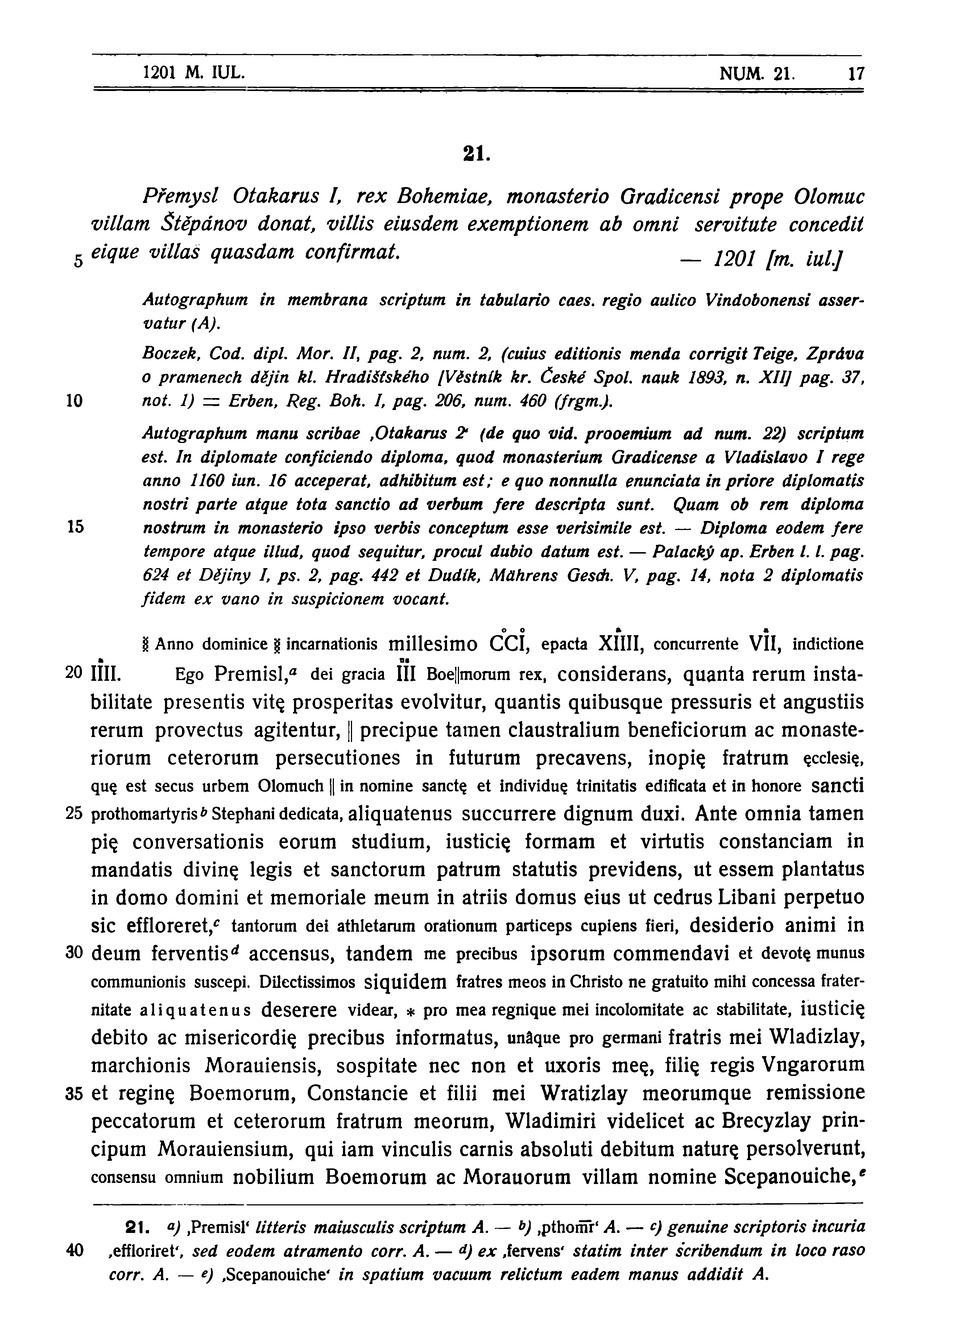 1201 M. IUL. NUM. 21. 17
21.
Přemysl Otakarus I, rex Bohemiae, monasterio Gradicensi prope Olomuc
villam Štěpánov donat, villis eiusdem exemptionem ab omni servitute concedit
5 eique villas quasdam confirmat. — 1201 [m. iul.]
Autographum in membrana scriptum in tabulario caes. regio aulico Vindobonensi asser-
vatur (A).
Boczek, Cod. dipl. Mor. II, pag. 2, num. 2, (cuius editionis menda corrigit Teige, Zpráva
o pramenech dějin kl. Hradišťského [Věstník kr. České Spol. nauk 1893, n. XII] pag. 37,
10 not. 1) = Erben, Reg. Boh. I, pag. 206, num. 460 (frgm.).
Autographum manu scribae ‚Otakarus 2‘ (de quo vid. prooemium ad num. 22) scriptum
est. In diplomate conficiendo diploma, quod monasterium Gradicense a Vladislavo I rege
anno 1160 iun. 16 acceperat, adhibitum est; e quo nonnulla enunciata in priore diplomatis
nostri parte atque tota sanctio ad verbum fere descripta sunt. Quam ob rem diploma
15 nostrum in monasterio ipso verbis conceptum esse verisimile est. — Diploma eodem fere
tempore atque illud, quod sequitur, procul dubio datum est. — Palacký ap. Erben l. l. pag.
624 et Dějiny I, ps. 2, pag. 442 et Dudík, Mährens Gesch. V, pag. 14, nota 2 diplomatis
fidem ex vano in suspicionem vocant.
Anno dominice incarnationis millesimo C̊CI̊, epacta XIIII, concurrente VII, indictione
20 IIII. Ego Premisl,ᵃ dei gracia III Boe||morum rex, considerans, quanta rerum insta-
bilitate presentis vitę prosperitas evolvitur, quantis quibusque pressuris et angustiis
rerum provectus agitentur, || precipue tamen claustralium beneficiorum ac monaste-
riorum ceterorum persecutiones in futurum precavens, inopię fratrum ęcclesię,
quę est secus urbem Olomuch || in nomine sanctę et individuę trinitatis edificata et in honore sancti
25 prothomartyrisᵇ Stephani dedicata, aliquatenus succurrere dignum duxi. Ante omnia tamen
pię conversationis eorum studium, iusticię formam et virtutis constanciam in
mandatis divinę legis et sanctorum patrum statutis previdens, ut essem plantatus
in domo domini et memoriale meum in atriis domus eius ut cedrus Libani perpetuo
sic effloreret,ᶜ tantorum dei athletarum orationum particeps cupiens fieri, desiderio animi in
30 deum ferventisᵈ accensus, tandem me precibus ipsorum commendavi et devotę munus
communionis suscepi. Dilectissimos siquidem fratres meos in Christo ne gratuito mihi concessa frater-
nitate aliquatenus deserere videar, * pro mea regnique mei incolomitate ac stabilitate, iusticię
debito ac misericordię precibus informatus, unâque pro germani fratris mei Wladizlay,
marchionis Morauiensis, sospitate nec non et uxoris meę, filię regis Vngarorum
35 et reginę Boemorum, Constancie et filii mei Wratizlay meorumque remissione
peccatorum et ceterorum fratrum meorum, Wladimiri videlicet ac Brecyzlay prin-
cipum Morauiensium, qui iam vinculis carnis absoluti debitum naturę persolverunt,
consensu omnium nobilium Boemorum ac Morauorum villam nomine Scepanouiche,ᵉ
21. a) ‚Premisl‘ litteris maiusculis scriptum A. — b) ‚pthom̄r‘ A. — c) genuine scriptoris incuria
40 ‚effloriret‘, sed eodem atramento corr. A. — d) ex ‚fervens‘ statim inter scribendum in loco raso
corr. A. — e) ‚Scepanouiche‘ in spatium vacuum relictum eadem manus addidit A.